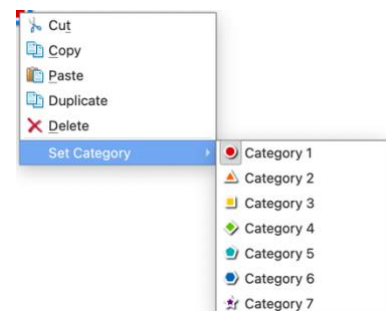 Cut
Copy
Paste
Duplicate
Delete
Set Category
Category 1
Category 2
Category 3
Category 4
Category 5
Category 6
Category 7